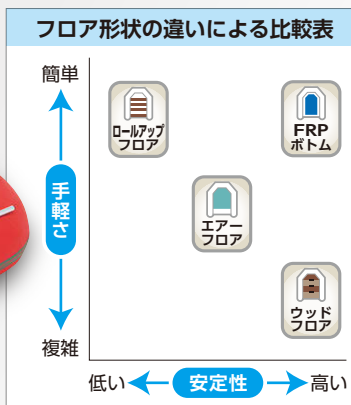 フロア形状の違いによる比較表
簡単
手軽さ
複雑
ロールアップ
フロア
FRP
ボトム
エアー
フロア
ウッド
フロア
低い
安定性
高い